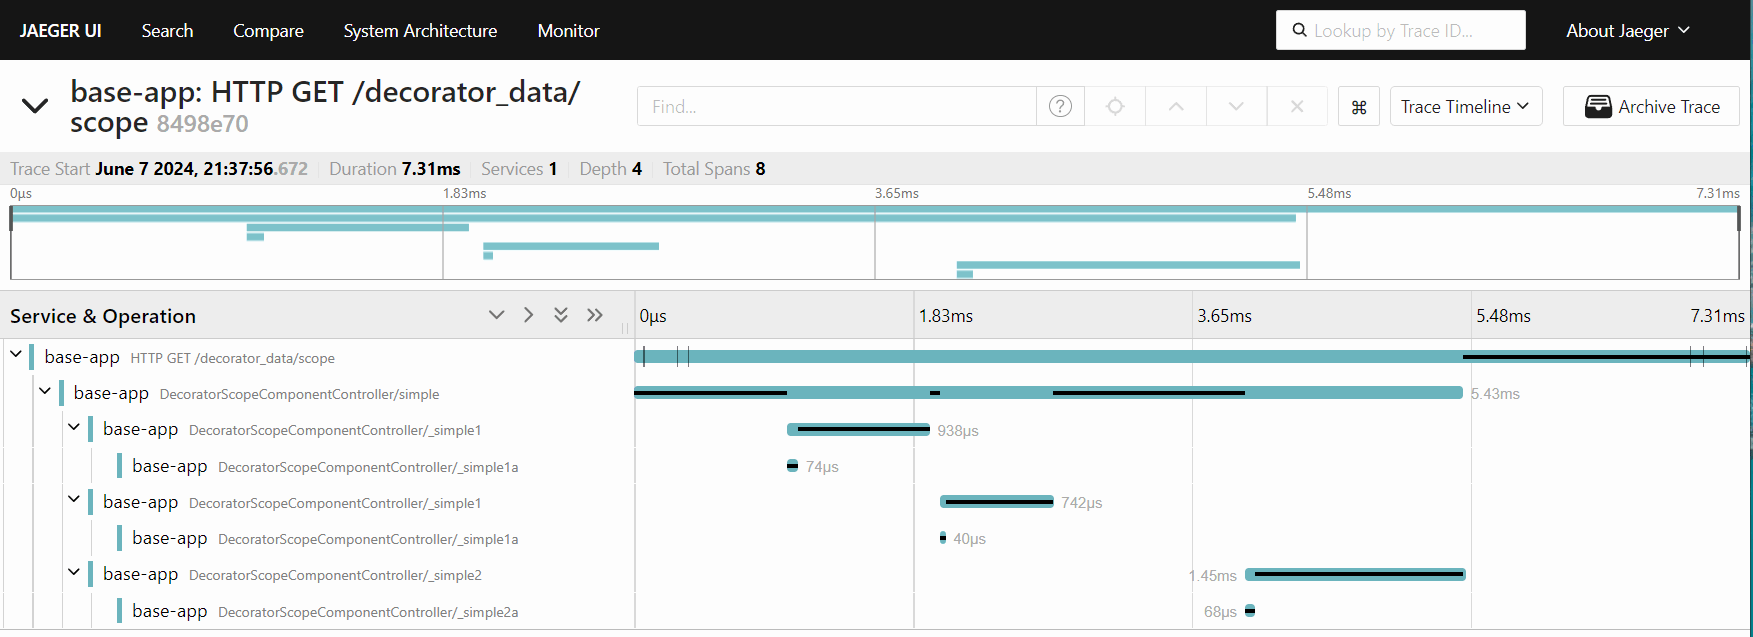 JAEGER UI Search Compare System Architecture Monitor Lookup by Trace ID... About Jaeger
base-app: HTTP GET /decorator_data/
scope 8498e70
Find... ? ⌘ Trace Timeline Archive Trace
Trace Start June 7 2024, 21:37:56.672 Duration 7.31ms Services 1 Depth 4 Total Spans 8
0μs 1.83ms 3.65ms 5.48ms 7.31ms
Service & Operation 0μs 1.83ms 3.65ms 5.48ms 7.31ms
base-app HTTP GET /decorator_data/scope
base-app DecoratorScopeComponentController/simple 5.43ms
base-app DecoratorScopeComponentController/_simple1 938μs
base-app DecoratorScopeComponentController/_simple1a 74μs
base-app DecoratorScopeComponentController/_simple1 742μs
base-app DecoratorScopeComponentController/_simple1a 40μs
base-app DecoratorScopeComponentController/_simple2 1.45ms
base-app DecoratorScopeComponentController/_simple2a 68μs